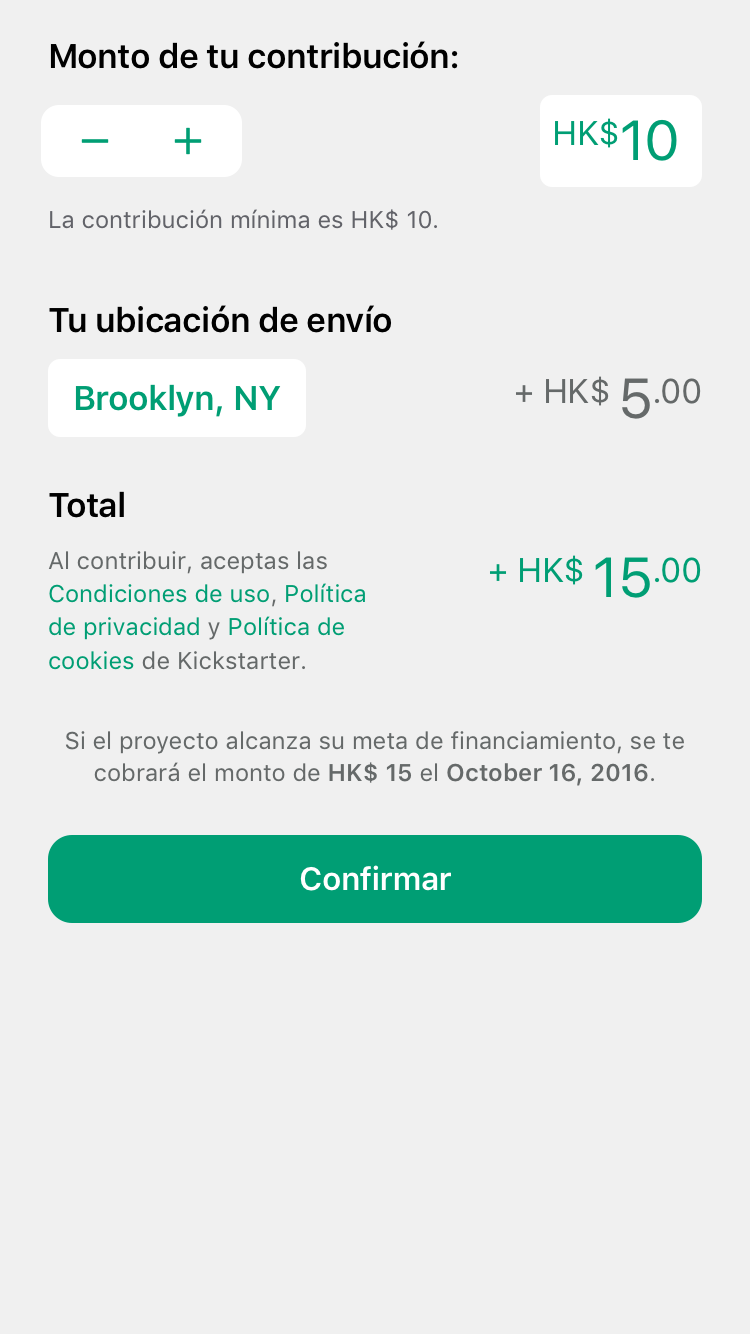 Monto de tu contribución:
− +
HK$10
La contribución mínima es HK$ 10.
Tu ubicación de envío
Brooklyn, NY
+ HK$ 5.00
Total
Al contribuir, aceptas las
Condiciones de uso, Política
de privacidad y Política de
cookies de Kickstarter.
+ HK$ 15.00
Si el proyecto alcanza su meta de financiamiento, se te
cobrará el monto de HK$ 15 el October 16, 2016.
Confirmar